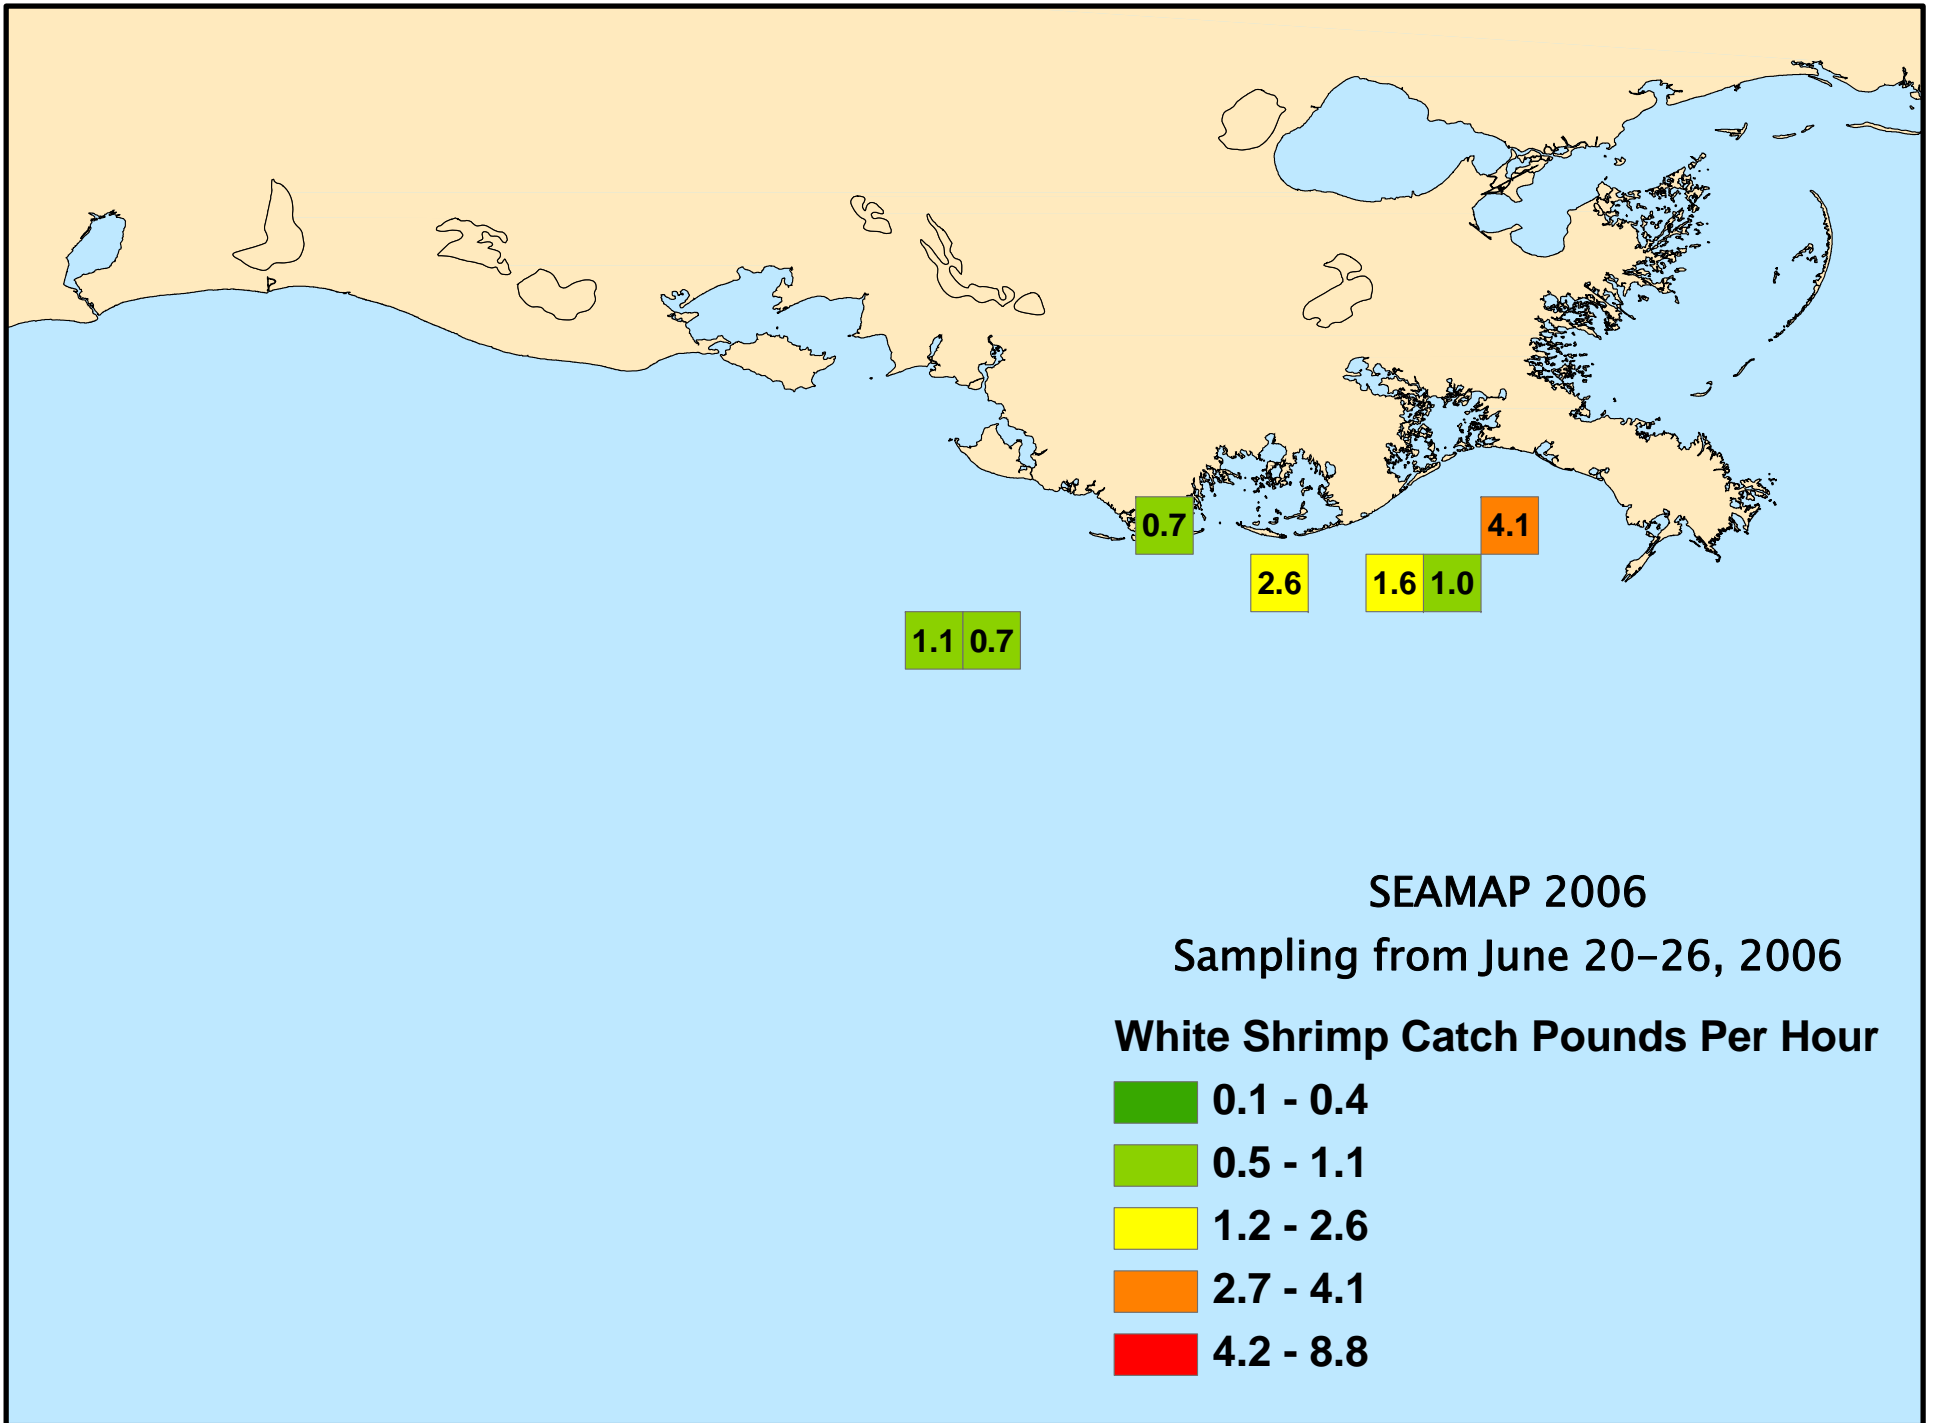 0.7
4.1
2.6
1.6 1.0
1.1 0.7
SEAMAP 2006
Sampling from June 20-26, 2006
White Shrimp Catch Pounds Per Hour
0.1 - 0.4
0.5 - 1.1
1.2 - 2.6
2.7 - 4.1
4.2 - 8.8